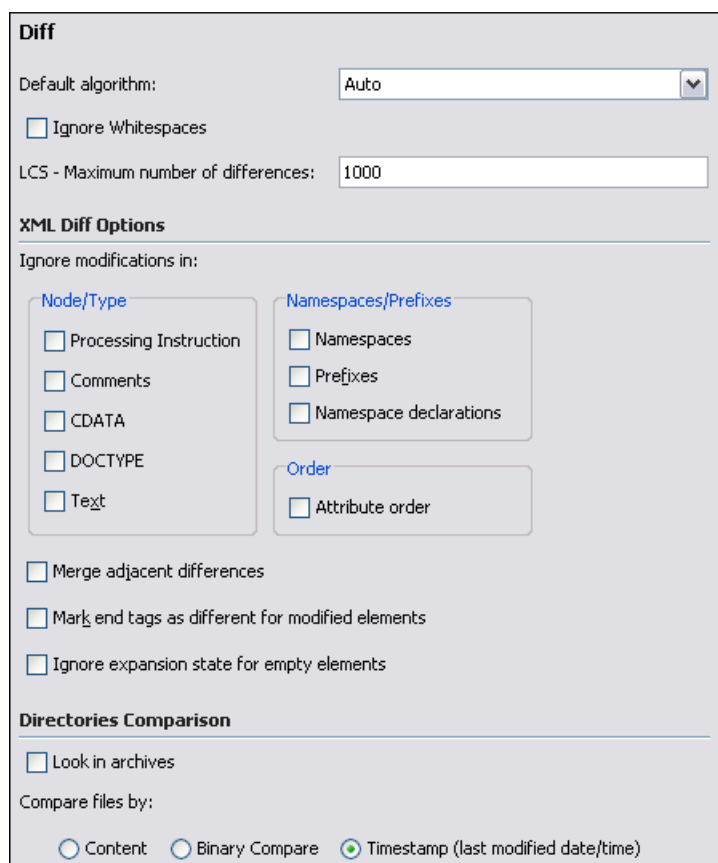 Diff
Default algorithm: Auto
Ignore Whitespaces
LCS - Maximum number of differences: 1000
XML Diff Options
Ignore modifications in:
Node/Type
Processing Instruction
Comments
CDATA
DOCTYPE
Text
Namespaces/Prefixes
Namespaces
Prefixes
Namespace declarations
Order
Attribute order
Merge adjacent differences
Mark end tags as different for modified elements
Ignore expansion state for empty elements
Directories Comparison
Look in archives
Compare files by:
Content Binary Compare Timestamp (last modified date/time)